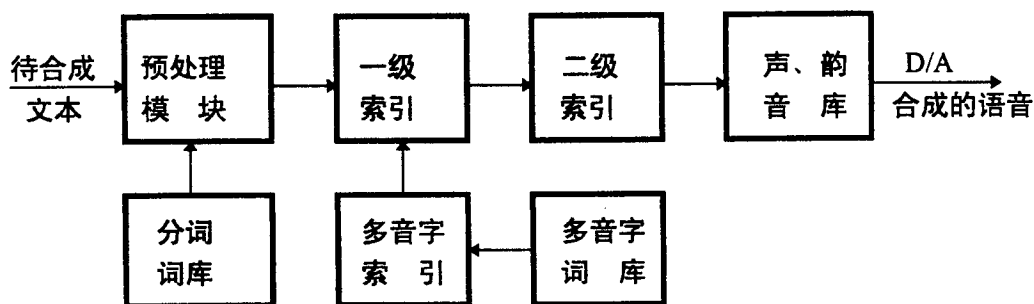 待合成
文本
预处理
模 块
一级
索引
二级
索引
声、韵
音 库
D/A
合成的语音
分词
词库
多音字
索 引
多音字
词 库